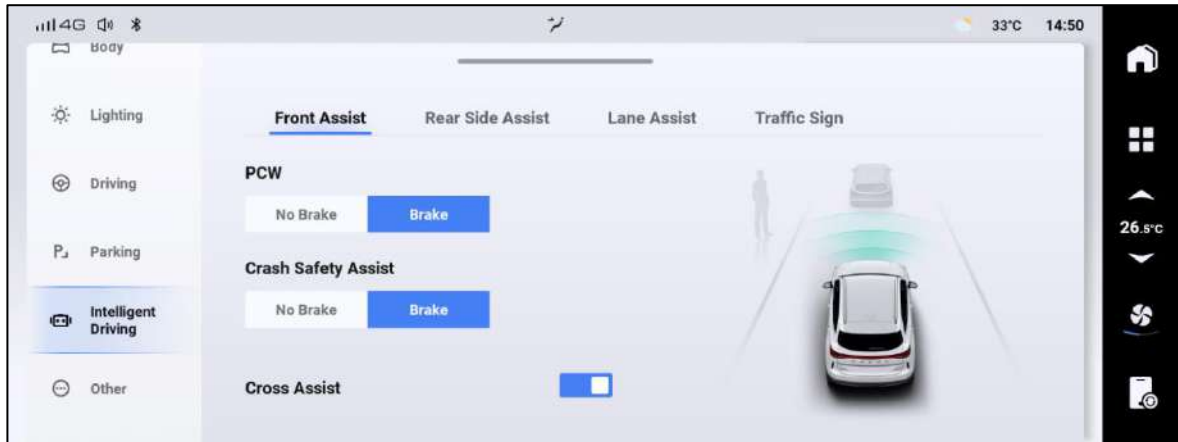 4G
33°C 14:50
Body
Lighting
Driving
P Parking
Intelligent
Driving
Other
Front Assist Rear Side Assist Lane Assist Traffic Sign
PCW
No Brake Brake
Crash Safety Assist
No Brake Brake
Cross Assist
26.5°C